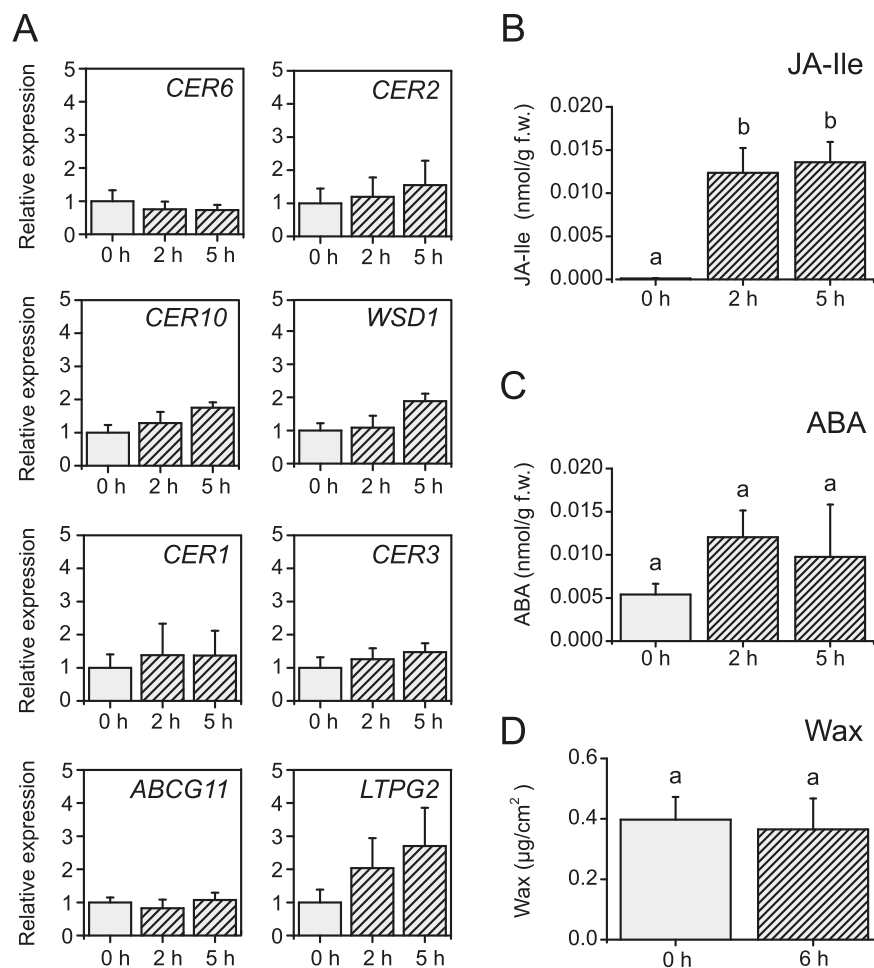 A
Relative expression
5
4
3
2
1
0
CER6
0 h 2 h 5 h
5
4
3
2
1
0
CER2
0 h 2 h 5 h
Relative expression
5
4
3
2
1
0
CER10
0 h 2 h 5 h
5
4
3
2
1
0
WSD1
0 h 2 h 5 h
Relative expression
5
4
3
2
1
0
CER1
0 h 2 h 5 h
5
4
3
2
1
0
CER3
0 h 2 h 5 h
Relative expression
5
4
3
2
1
0
ABCG11
0 h 2 h 5 h
5
4
3
2
1
0
LTPG2
0 h 2 h 5 h
B
JA-Ile
JA-Ile (nmol/g f.w.)
0.020
0.015
0.010
0.005
0.000
a b b
0 h 2 h 5 h
C
ABA
ABA (nmol/g f.w.)
0.020
0.015
0.010
0.005
0.000
a a a
0 h 2 h 5 h
D
Wax
Wax (µg/cm²)
0.6
0.4
0.2
0.0
a a
0 h 6 h